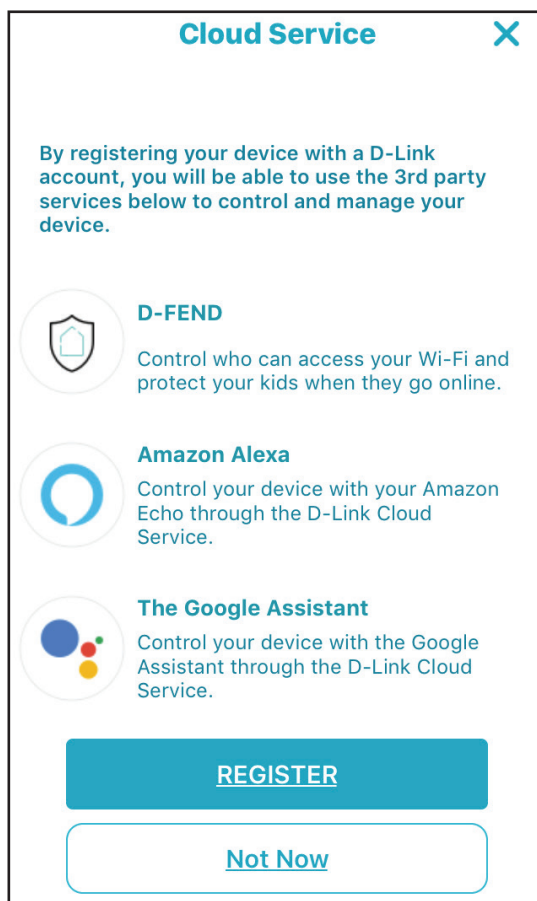 Cloud Service
By registering your device with a D-Link
account, you will be able to use the 3rd party
services below to control and manage your
device.
D-FEND
Control who can access your Wi-Fi and
protect your kids when they go online.
Amazon Alexa
Control your device with your Amazon
Echo through the D-Link Cloud
Service.
The Google Assistant
Control your device with the Google
Assistant through the D-Link Cloud
Service.
REGISTER
Not Now